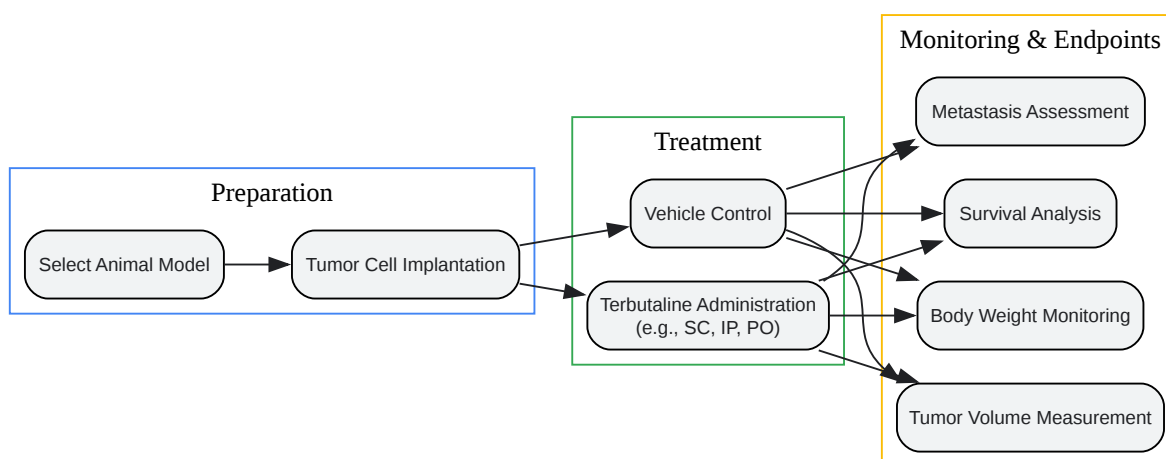 Preparation
Select Animal Model
Tumor Cell Implantation
Treatment
Vehicle Control
Terbutaline Administration
(e.g., SC, IP, PO)
Monitoring & Endpoints
Metastasis Assessment
Survival Analysis
Body Weight Monitoring
Tumor Volume Measurement